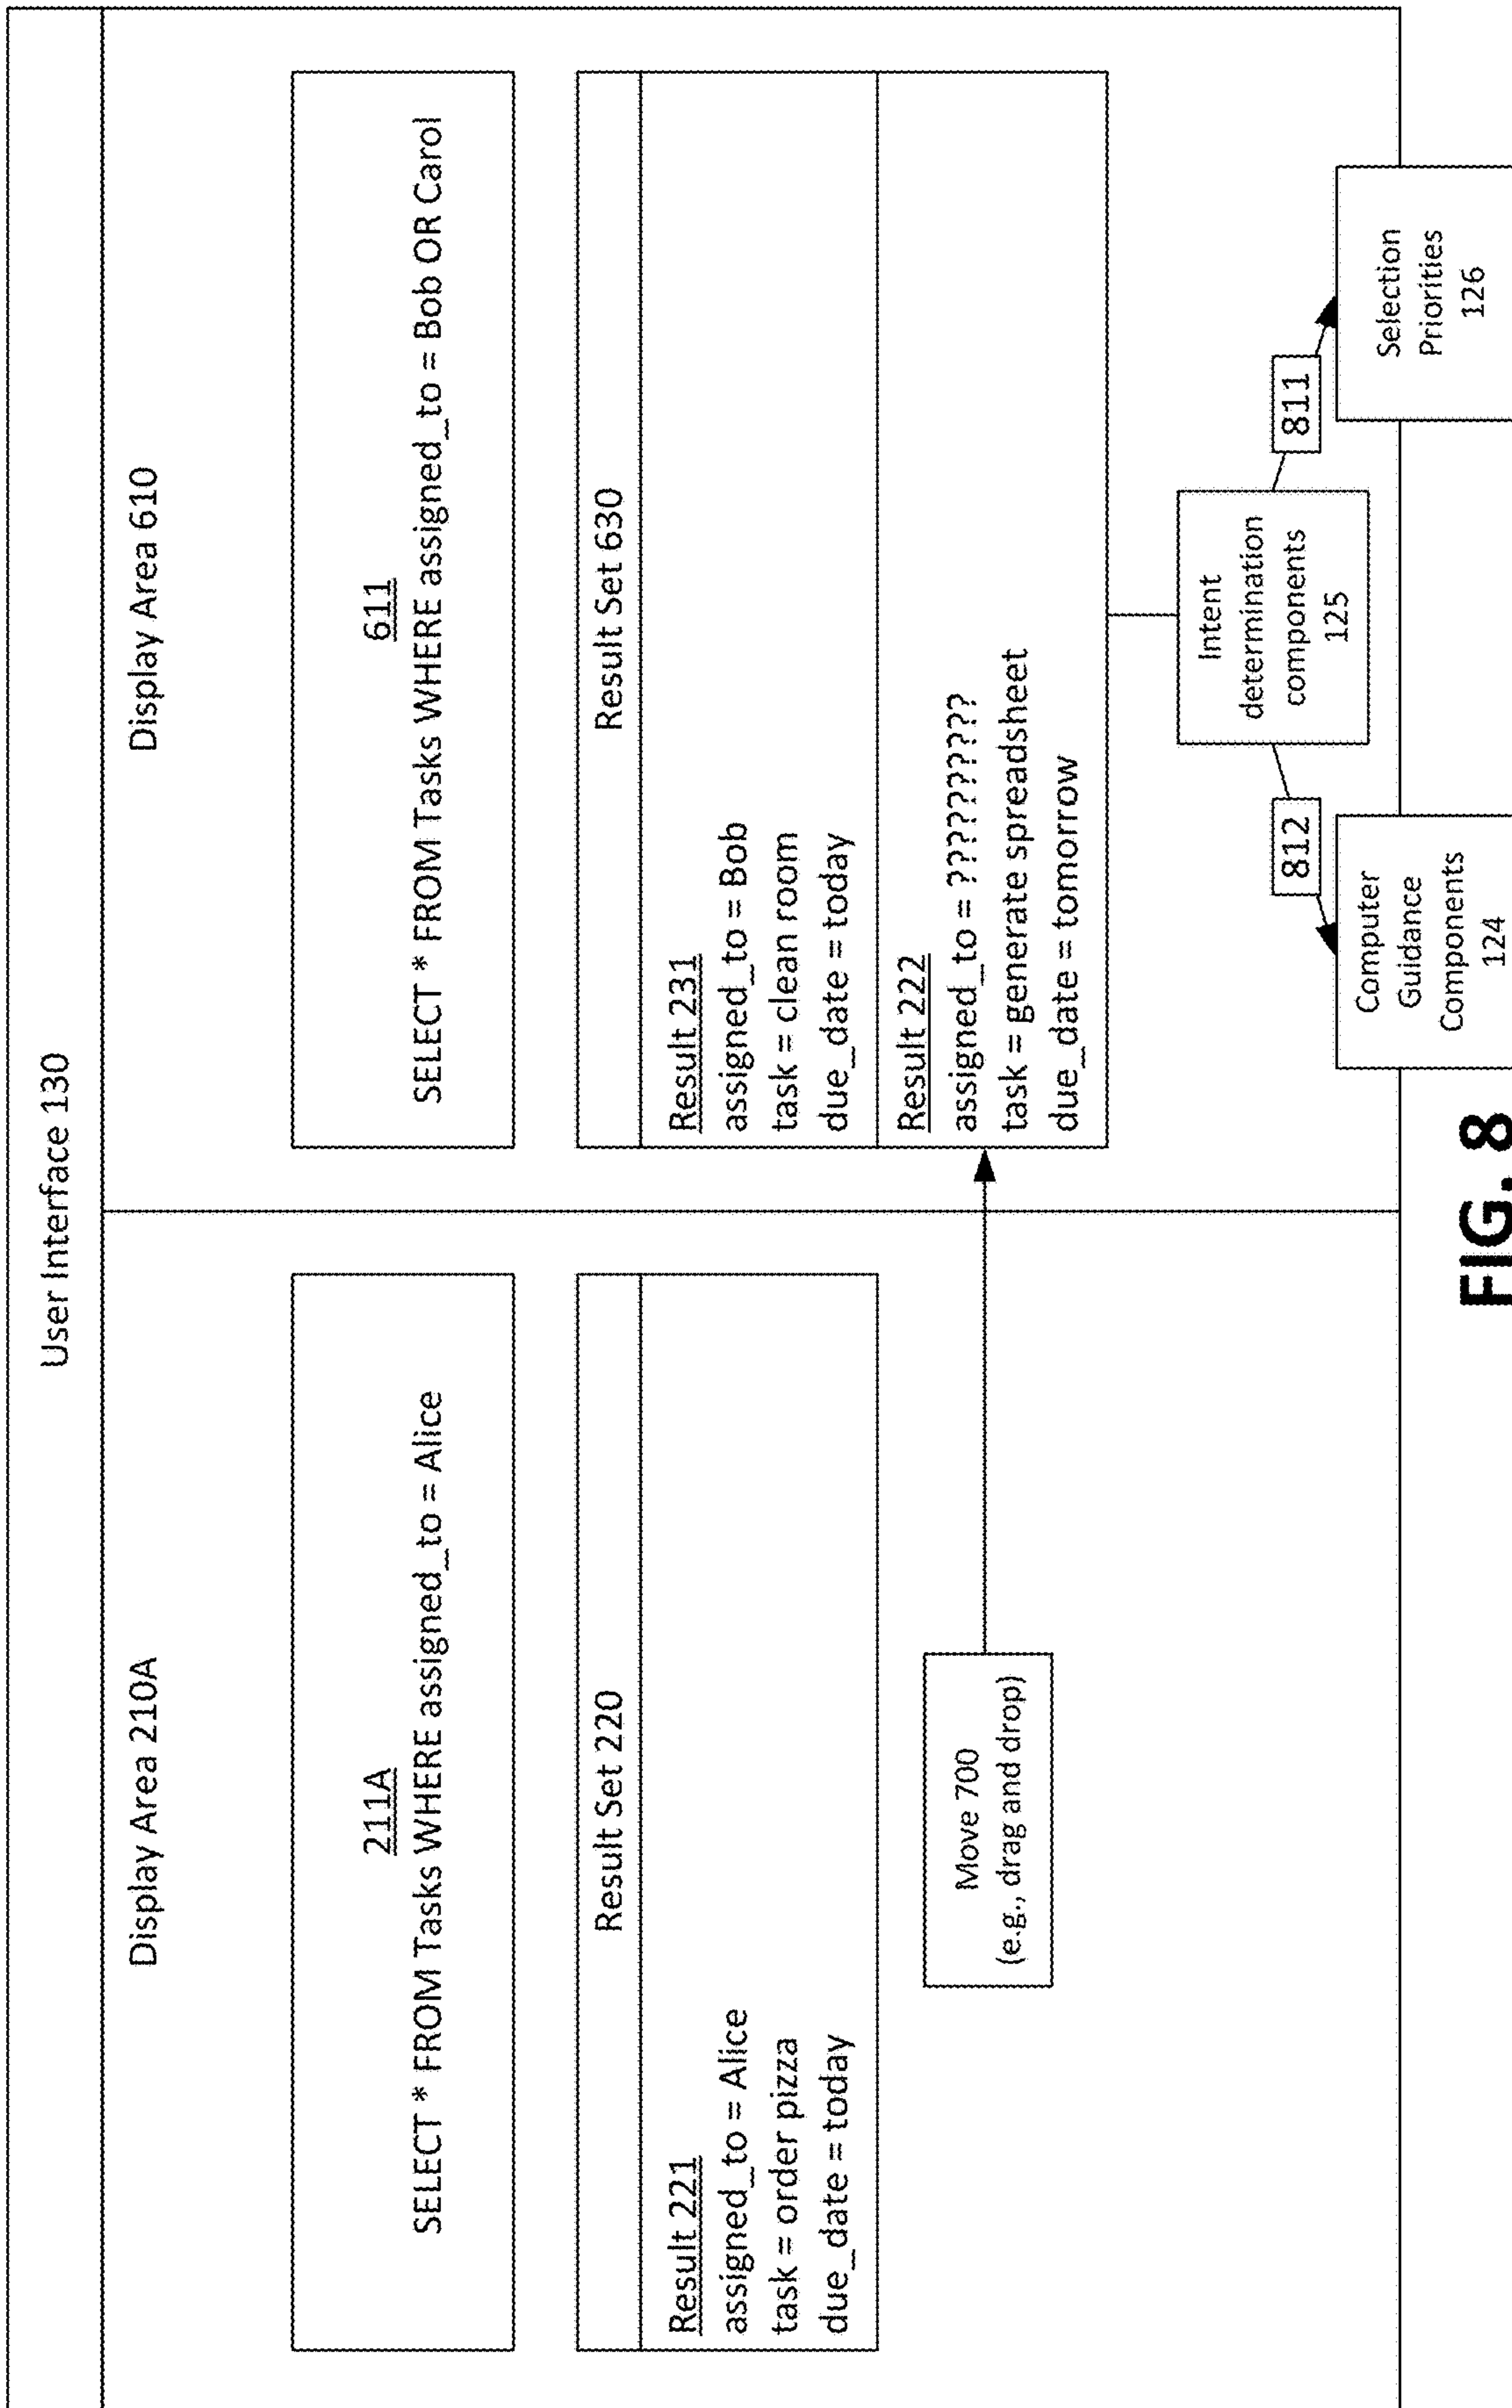 User Interface 130
Display Area 210A
211A
SELECT * FROM Tasks WHERE assigned_to = Alice
Result Set 220
Result 221
assigned_to = Alice
task = order pizza
due_date = today
Move 700
(e.g., drag and drop)
Display Area 610
611
SELECT * FROM Tasks WHERE assigned_to = Bob OR Carol
Result Set 630
Result 231
assigned_to = Bob
task = clean room
due_date = today
Result 222
assigned_to = ??????????
task = generate spreadsheet
due_date = tomorrow
Intent
determination
components
125
812
811
Computer
Guidance
Components
124
Selection
Priorities
126
FIG. 8